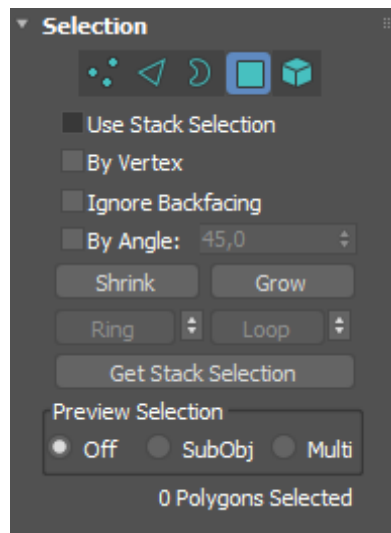 Selection
Use Stack Selection
By Vertex
Ignore Backfacing
By Angle: 45,0
Shrink Grow
Ring Loop
Get Stack Selection
Preview Selection
Off SubObj Multi
0 Polygons Selected